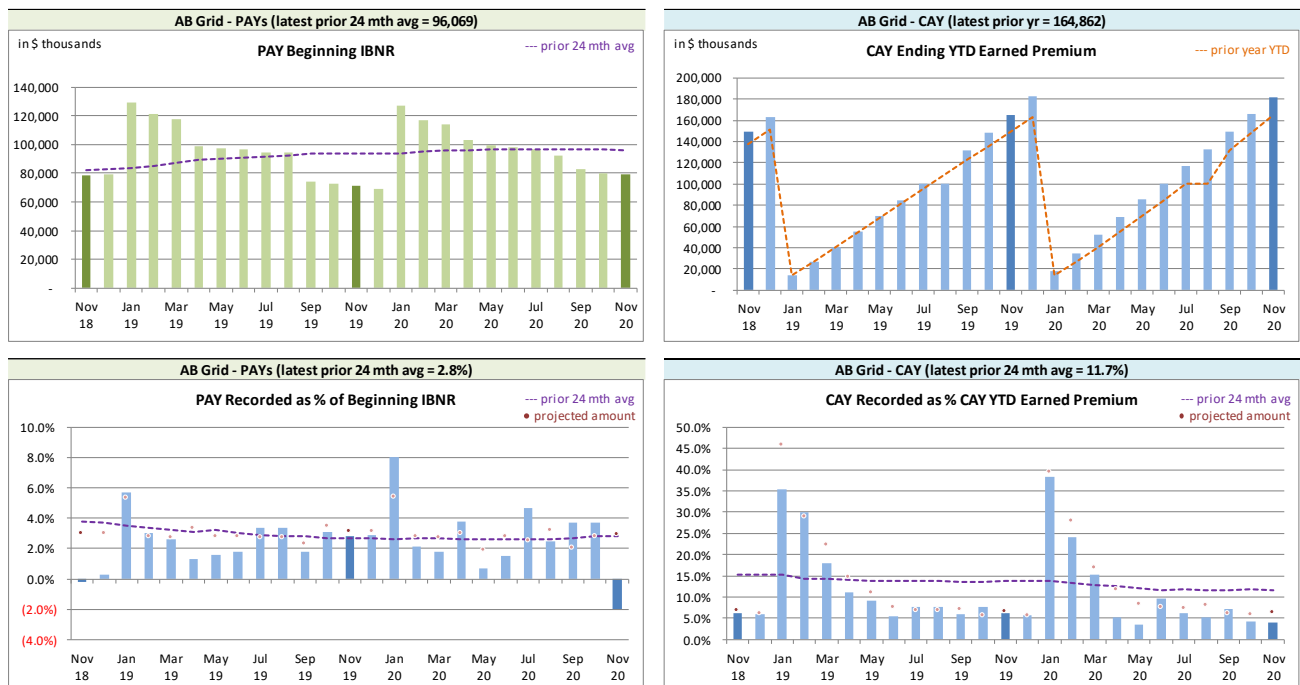 AB Grid - PAYs (latest prior 24 mth avg = 96,069)
in $ thousands
PAY Beginning IBNR
--- prior 24 mth avg
140,000
120,000
100,000
80,000
60,000
40,000
20,000
-
Nov Jan Mar May Jul Sep Nov Jan Mar May Jul Sep Nov
18 19 19 19 19 19 19 20 20 20 20 20 20
AB Grid - CAY (latest prior yr = 164,862)
in $ thousands
CAY Ending YTD Earned Premium
--- prior year YTD
200,000
180,000
160,000
140,000
120,000
100,000
80,000
60,000
40,000
20,000
-
Nov Jan Mar May Jul Sep Nov Jan Mar May Jul Sep Nov
18 19 19 19 19 19 19 20 20 20 20 20 20
AB Grid - PAYs (latest prior 24 mth avg = 2.8%)
PAY Recorded as % of Beginning IBNR
--- prior 24 mth avg
• projected amount
10.0%
8.0%
6.0%
4.0%
2.0%
0.0%
(2.0%)
(4.0%)
Nov Jan Mar May Jul Sep Nov Jan Mar May Jul Sep Nov
18 19 19 19 19 19 19 20 20 20 20 20 20
AB Grid - CAY (latest prior 24 mth avg = 11.7%)
CAY Recorded as % CAY YTD Earned Premium
--- prior 24 mth avg
• projected amount
50.0%
45.0%
40.0%
35.0%
30.0%
25.0%
20.0%
15.0%
10.0%
5.0%
0.0%
Nov Jan Mar May Jul Sep Nov Jan Mar May Jul Sep Nov
18 19 19 19 19 19 19 20 20 20 20 20 20